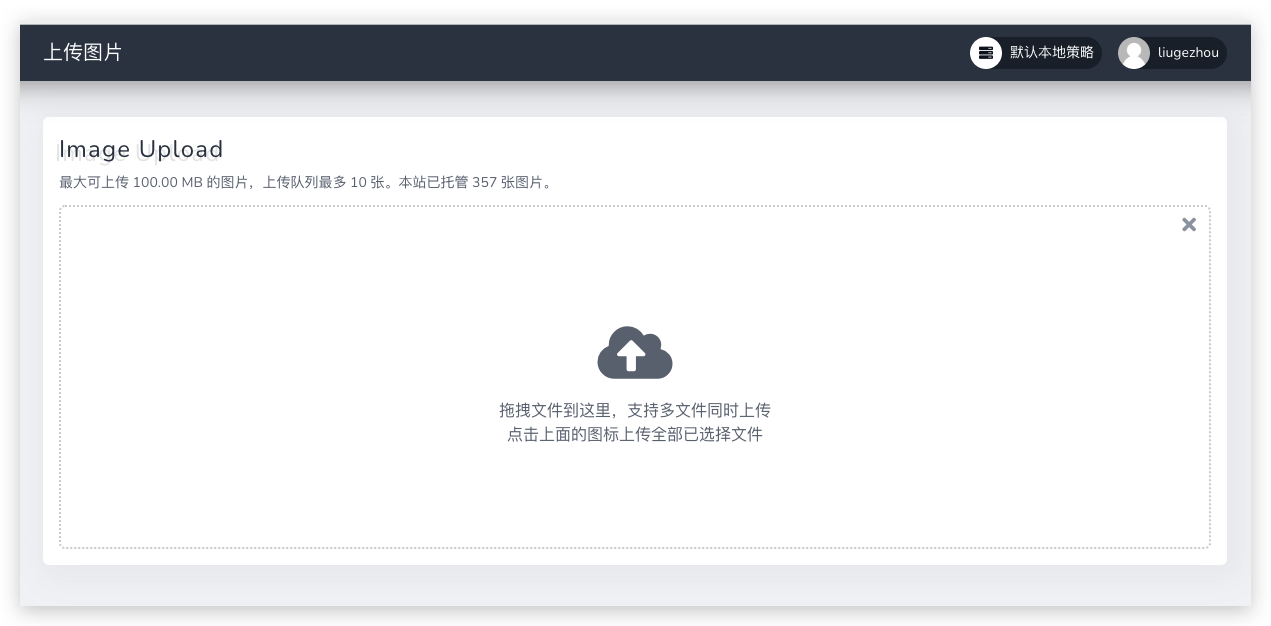 上传图片
默认本地策略
liugezhou
Image Upload
最大可上传 100.00 MB 的图片，上传队列最多 10 张。本站已托管 357 张图片。
拖拽文件到这里，支持多文件同时上传
点击上面的图标上传全部已选择文件